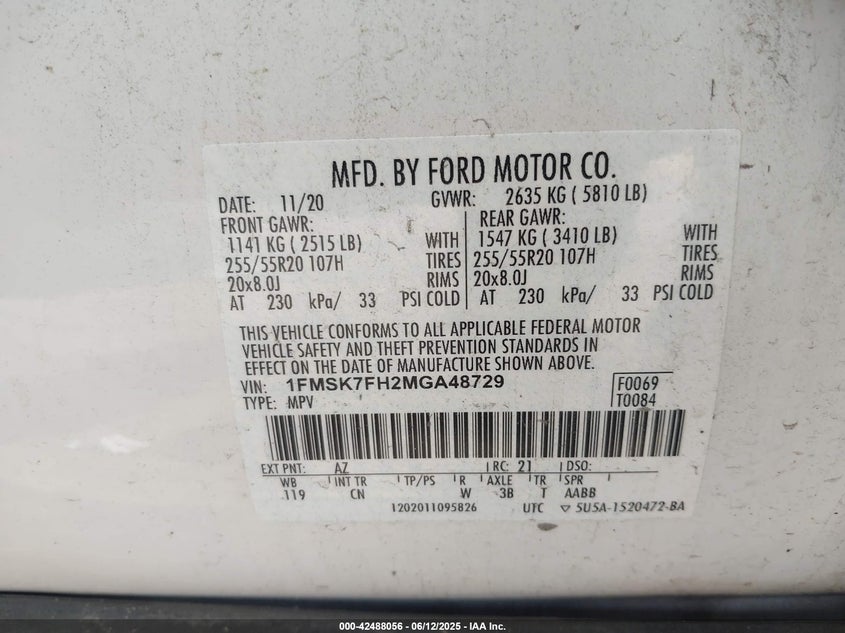 MFD. BY FORD MOTOR CO.
DATE: 11/20 GVWR: 2635 KG ( 5810 LB)
FRONT GAWR: REAR GAWR:
1141 KG ( 2515 LB) WITH 1547 KG ( 3410 LB) WITH
255/55R20 107H TIRES 255/55R20 107H TIRES
20x8.0J RIMS 20x8.0J RIMS
AT 230 kPa/ 33 PSI COLD AT 230 kPa/ 33 PSI COLD
THIS VEHICLE CONFORMS TO ALL APPLICABLE FEDERAL MOTOR
VEHICLE SAFETY AND THEFT PREVENTION STANDARDS IN
EFFECT ON THE DATE OF MANUFACTURE SHOWN ABOVE.
VIN: 1FMSK7FH2MGA48729 F0069
TYPE: MPV T0084
EXT PNT: AZ RC: 21 DSO:
WB INT TR TP/PS R AXLE TR SPR
119 CN W 3B T AABB
1202011095826 UTC ▽ 5U5A-1520472-BA
000-42488056 - 06/12/2025 - IAA Inc.